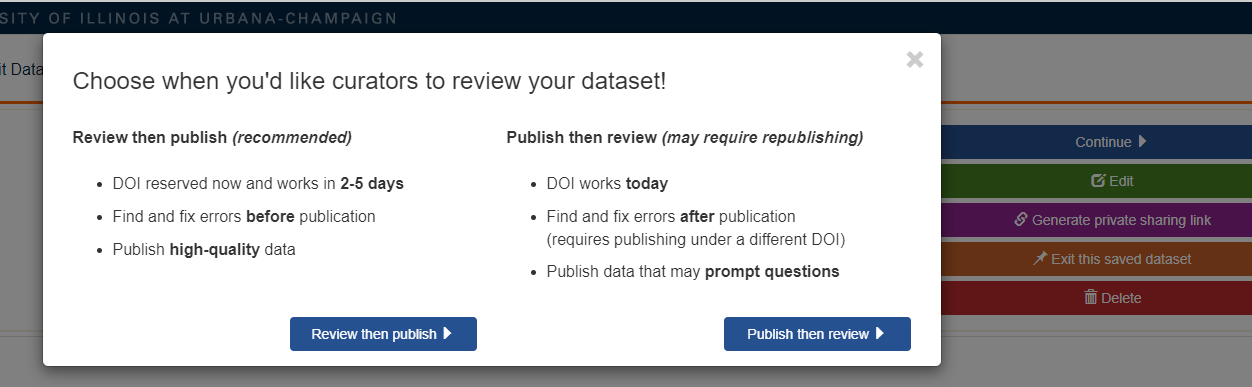 SITY OF ILLINOIS AT URBANA-CHAMPAIGN
it Data
Choose when you'd like curators to review your dataset!
Review then publish (recommended)
DOI reserved now and works in 2-5 days
Find and fix errors before publication
Publish high-quality data
Review then publish
Publish then review (may require republishing)
DOI works today
Find and fix errors after publication
(requires publishing under a different DOI)
Publish data that may prompt questions
Publish then review
Continue
Edit
Generate private sharing link
Exit this saved dataset
Delete